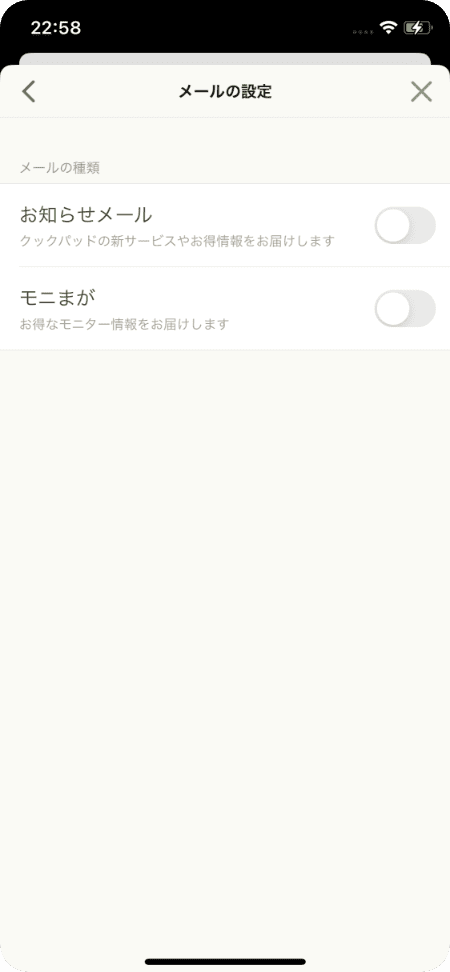 22:58
メールの設定
メールの種類
お知らせメール
クックパッドの新サービスやお得情報をお届けします
モニまが
お得なモニター情報をお届けします